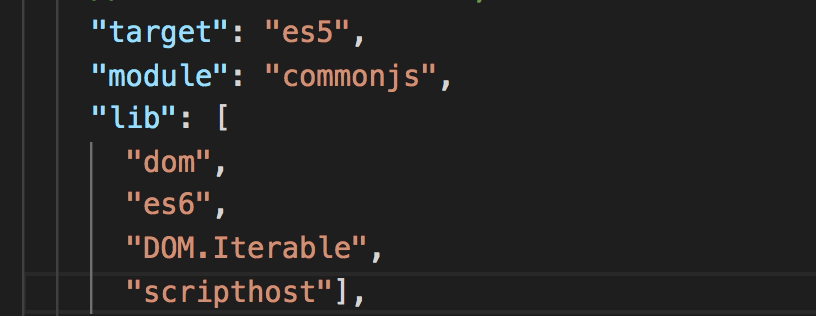 "target": "es5",
"module": "commonjs",
"lib": [
"dom",
"es6",
"DOM.Iterable",
"scripthost"],